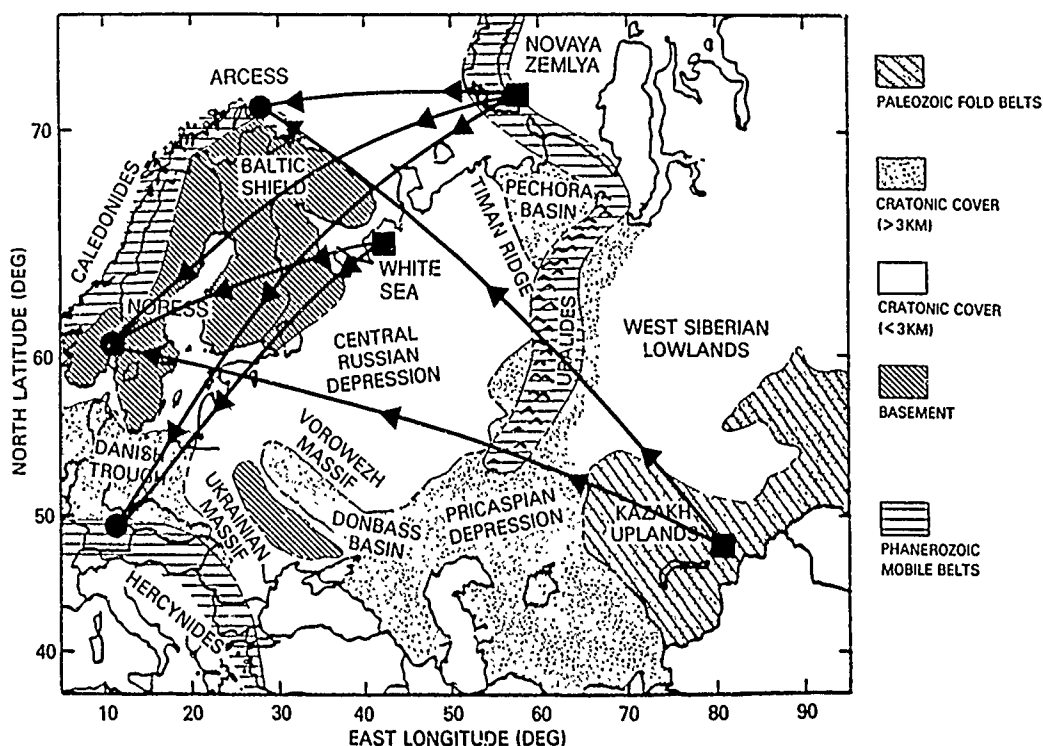 NOVAYA
ZEMLYA
ARCESS
70
BALTIC
SHIELD
CALEDONIDES
TIMAN RIDGE
PECHORA
BASIN
WHITE
SEA
NORESS
URALIDES
WEST SIBERIAN
LOWLANDS
CENTRAL
RUSSIAN
DEPRESSION
60
NORTH LATITUDE (DEG)
DANISH
TROUGH
VOROWEZH
MASSIF
UKRAINIAN
MASSIF
DONBASS
BASIN
PRICASPIAN
DEPRESSION
KAZAKH
UPLANDS
50
HERCYNIDES
40
10 20 30 40 50 60 70 80 90
EAST LONGITUDE (DEG)
PALEOZOIC FOLD BELTS
CRATONIC COVER
(>3KM)
CRATONIC COVER
(<3KM)
BASEMENT
PHANEROZOIC
MOBILE BELTS